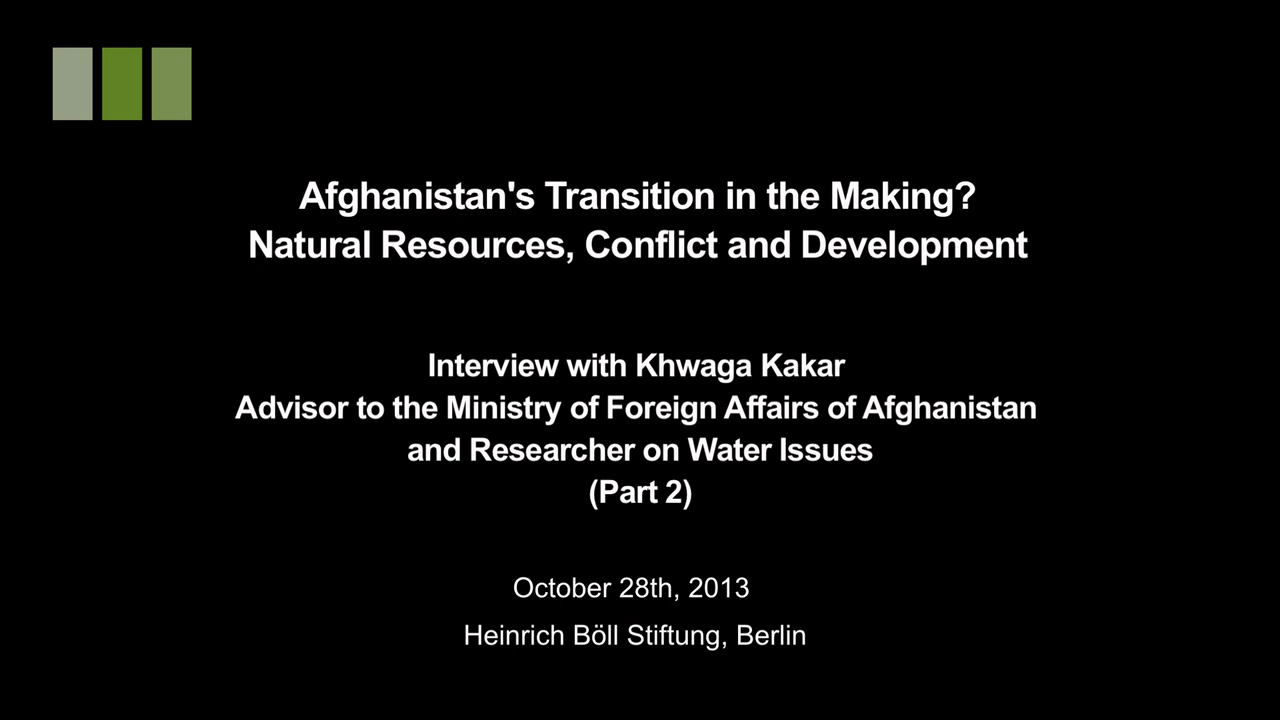 Afghanistan's Transition in the Making?
Natural Resources, Conflict and Development
Interview with Khwaga Kakar
Advisor to the Ministry of Foreign Affairs of Afghanistan
and Researcher on Water Issues
(Part 2)
October 28th, 2013
Heinrich Böll Stiftung, Berlin